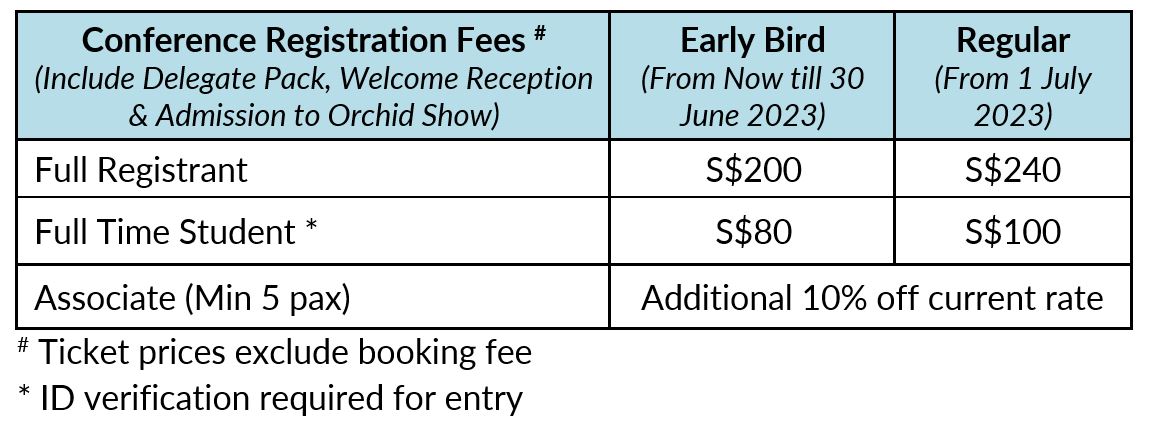 Conference Registration Fees #
(Include Delegate Pack, Welcome Reception
& Admission to Orchid Show)
Early Bird
(From Now till 30
June 2023)
Regular
(From 1 July
2023)
Full Registrant
S$200
S$240
Full Time Student *
S$80
S$100
Associate (Min 5 pax)
Additional 10% off current rate
# Ticket prices exclude booking fee
* ID verification required for entry